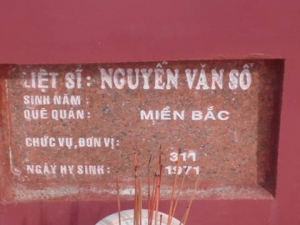 LIỆT SĨ: NGUYỄN VĂN SỔ
SINH NĂM :
QUÊ QUÁN : MIỀN BẮC
CHỨC VỤ, ĐƠN VỊ :
311
NGÀY HY SINH : 1971